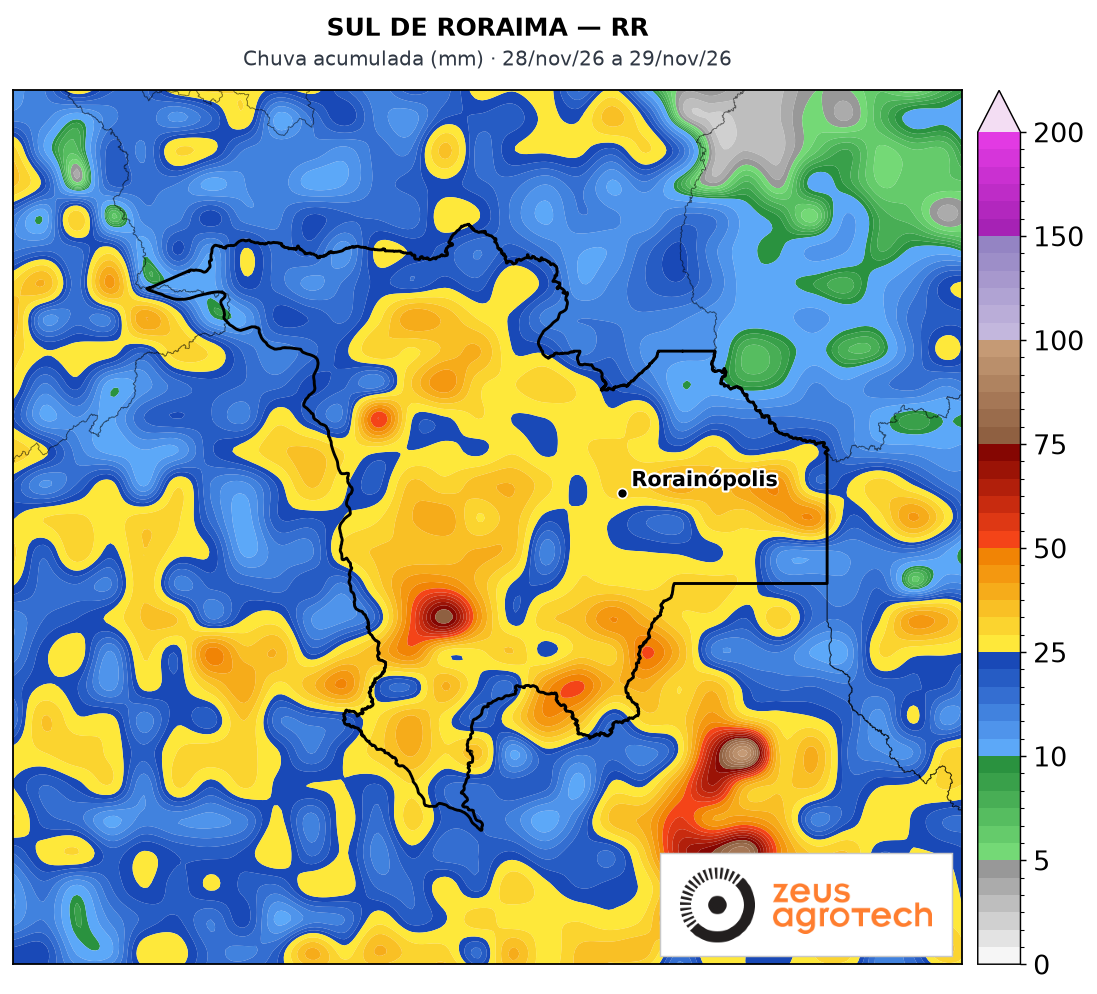 SUL DE RORAIMA — RR
Chuva acumulada (mm) · 28/nov/26 a 29/nov/26
200
150
100
75
50
25
10
5
0
Rorainópolis
zeus
agrotech